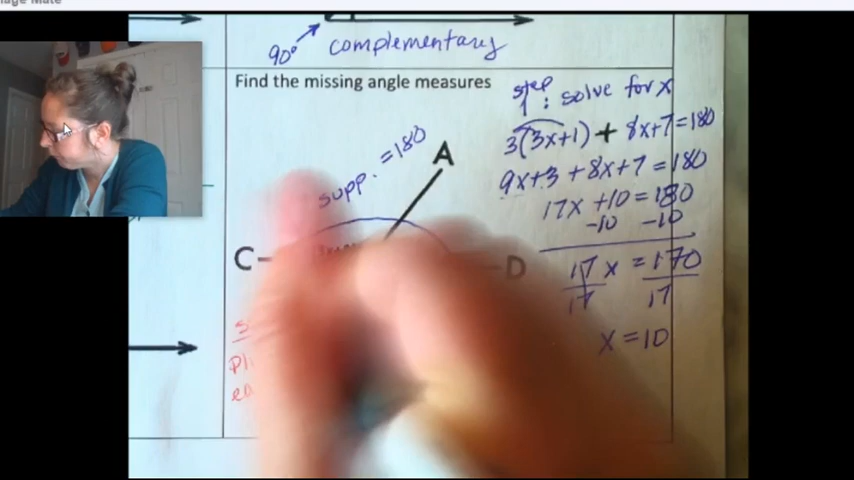 90° complementary
Find the missing angle measures
supp. = 180
A
C
D
step 1: solve for x
3(3x+1) + 8x+7 = 180
9x+3 + 8x+7 = 180
17x +10 = 180
-10 -10
17x = 170
17 17
x = 10